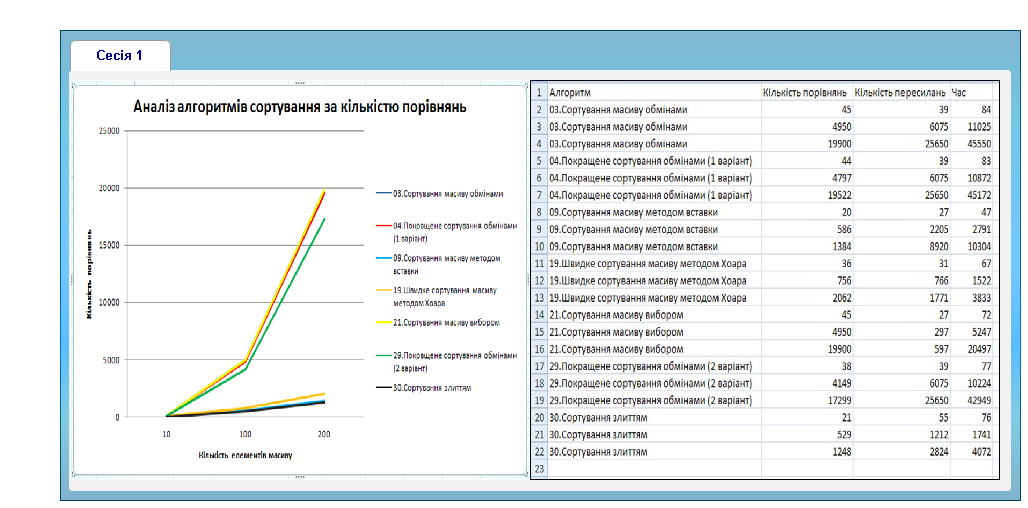 Сесія 1
Аналіз алгоритмів сортування за кількістю порівнянь
25000
20000
15000
10000
5000
0
10 100 200
Кількість порівнянь
Кількість елементів масиву
03.Сортування масиву обмінами
04.Покращене сортування обмінами
(1 варіант)
09.Сортування масиву методом
вставки
19.Швидке сортування масиву
методом Хоара
21.Сортування масиву вибором
29.Покращене сортування обмінами
(2 варіант)
30.Сортування злиттям
1 Алгоритм Кількість порівнянь Кількість пересилань Час
2 03.Сортування масиву обмінами 45 39 84
3 03.Сортування масиву обмінами 4950 6075 11025
4 03.Сортування масиву обмінами 19900 25650 45550
5 04.Покращене сортування обмінами (1 варіант) 44 39 83
6 04.Покращене сортування обмінами (1 варіант) 4797 6075 10872
7 04.Покращене сортування обмінами (1 варіант) 19522 25650 45172
8 09.Сортування масиву методом вставки 20 27 47
9 09.Сортування масиву методом вставки 586 2205 2791
10 09.Сортування масиву методом вставки 1384 8920 10304
11 19.Швидке сортування масиву методом Хоара 36 31 67
12 19.Швидке сортування масиву методом Хоара 756 766 1522
13 19.Швидке сортування масиву методом Хоара 2062 1771 3833
14 21.Сортування масиву вибором 45 27 72
15 21.Сортування масиву вибором 4950 297 5247
16 21.Сортування масиву вибором 19900 597 20497
17 29.Покращене сортування обмінами (2 варіант) 38 39 77
18 29.Покращене сортування обмінами (2 варіант) 4149 6075 10224
19 29.Покращене сортування обмінами (2 варіант) 17299 25650 42949
20 30.Сортування злиттям 21 55 76
21 30.Сортування злиттям 529 1212 1741
22 30.Сортування злиттям 1248 2824 4072
23